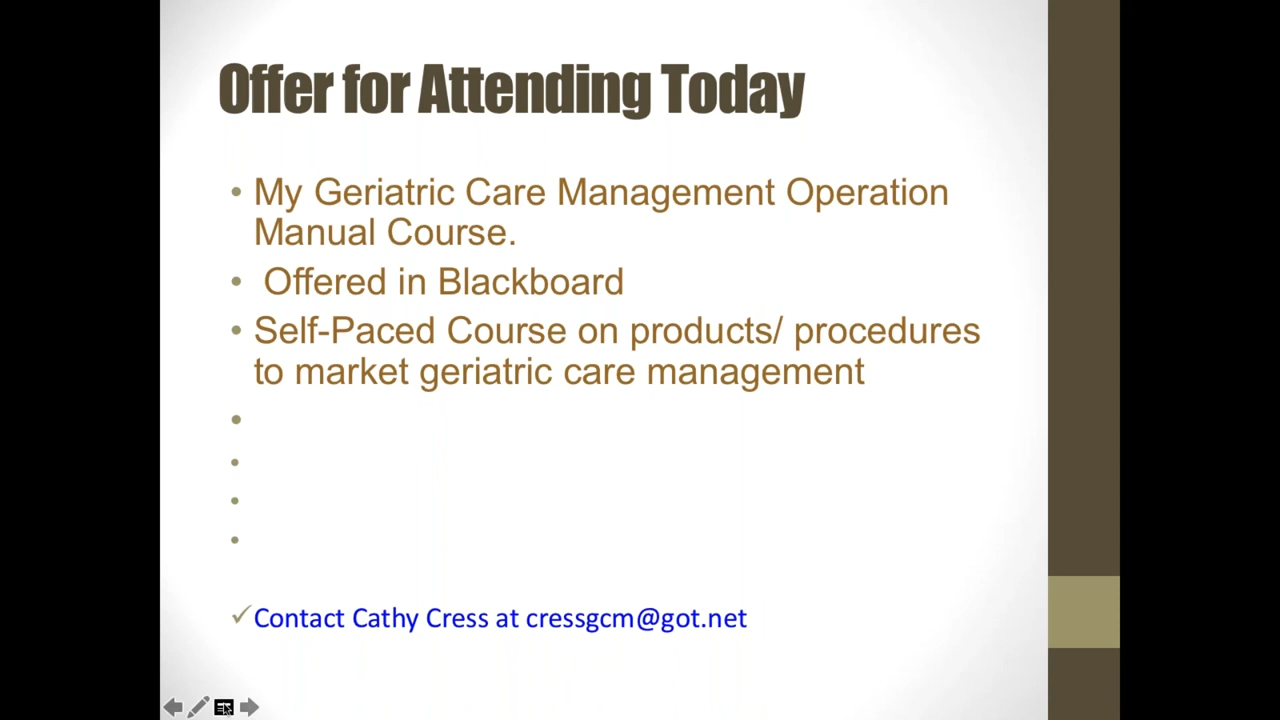 Offer for Attending Today
• My Geriatric Care Management Operation
Manual Course.
• Offered in Blackboard
• Self-Paced Course on products/ procedures
to market geriatric care management
•
•
•
•
✓Contact Cathy Cress at cressgcm@got.net